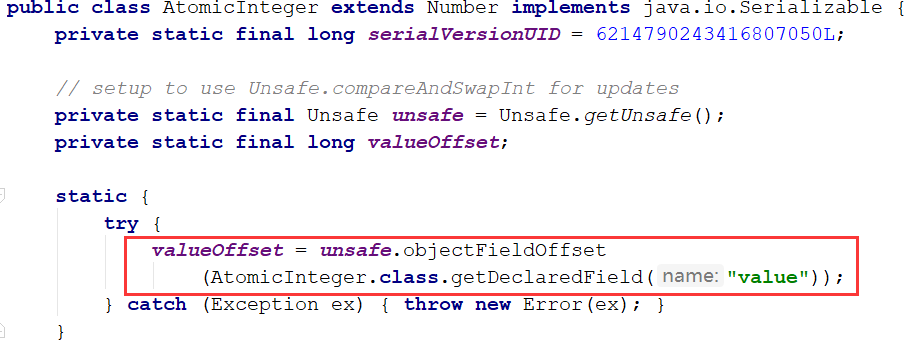 public class AtomicInteger extends Number implements java.io.Serializable {
private static final long serialVersionUID = 6214790243416807050L;
// setup to use Unsafe.compareAndSwapInt for updates
private static final Unsafe unsafe = Unsafe.getUnsafe();
private static final long valueOffset;
static {
try {
valueOffset = unsafe.objectFieldOffset
(AtomicInteger.class.getDeclaredField( name: "value"));
} catch (Exception ex) { throw new Error(ex); }
}